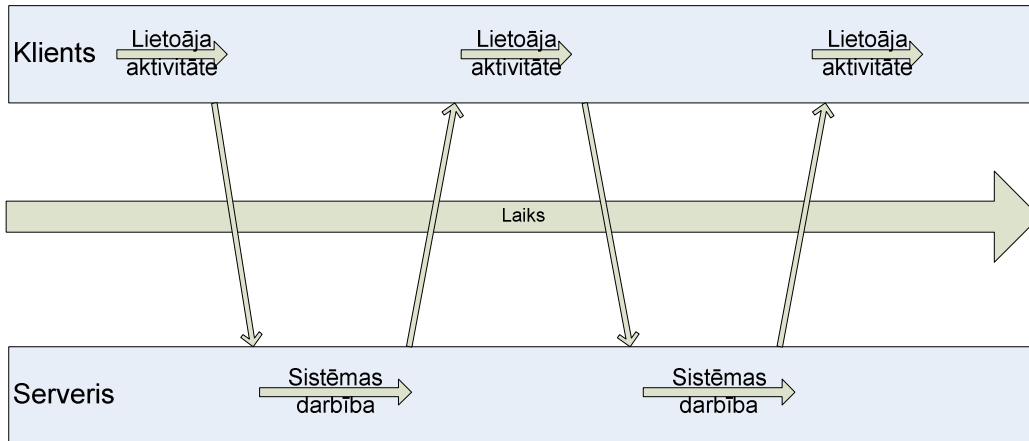 Klients
Lietoāja
aktivitāte
Lietoāja
aktivitāte
Lietoāja
aktivitāte
Laiks
Serveris
Sistēmas
darbība
Sistēmas
darbība